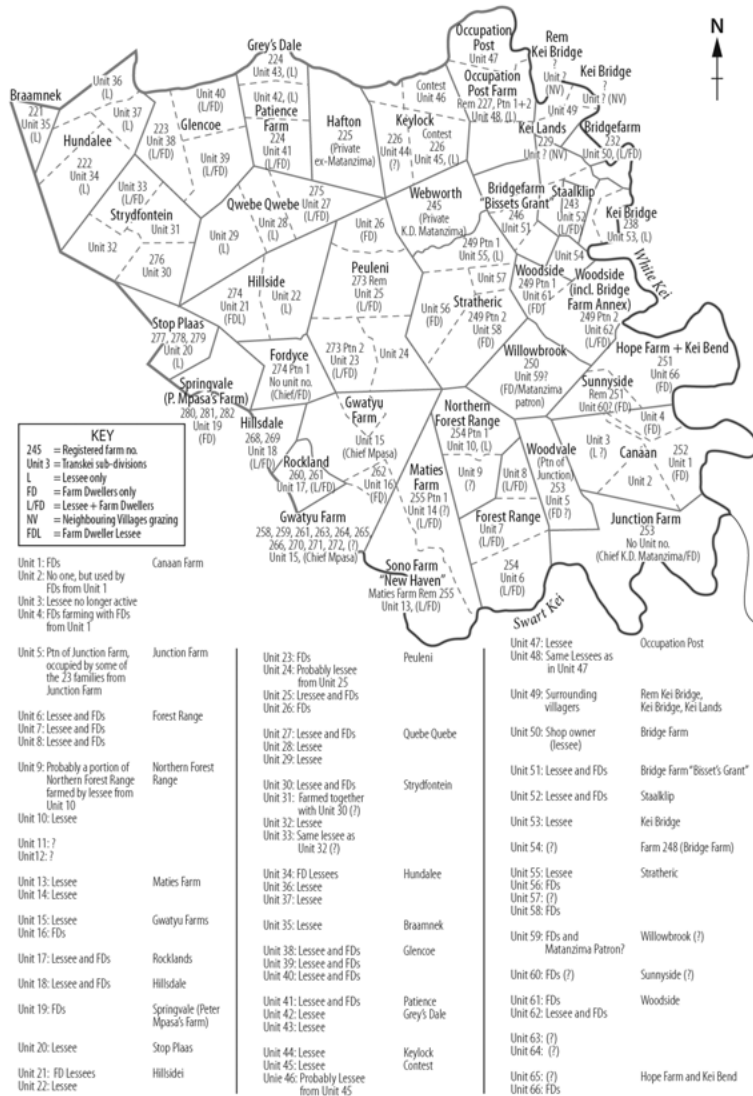 Occupation
Post
Unit 47
Grey's Dale
224
Unit 43, (L)
Rem
Kei Bridge
?
Unit 2
(NV)
Kei Bridge
?
Unit ? (NV)
Unit 36
(L)
Unit 40
(L/FD)
Contest
Unit 46
Occupation
Post Farm
Rem 227, Ptn 1+2
Unit 48, (L)
Unit 49
Braamnek
221
Unit 35
(L)
Unit 37
(L)
Unit 42, (L)
Patience
Farm
224
Unit 41
(L/FD)
Glencoe
223
Unit 38
(L/FD)
Unit 39
(L/FD)
Hafton
225
(Private
ex-Matanzima)
Keylock
226
Unit 44
(?)
Contest
226
Unit 45, (L)
Kei Lands
229
Unit ? (NV)
Bridgefarm
232
Unit 50, (L/FD)
Hundalee
222
Unit 34
(L)
Unit 33
(L/FD)
Strydfontein
Unit 31
Unit 32
276
Unit 30
Qwebe Qwebe
275
Unit 27
(L/FD)
Unit 28
(L)
Unit 29
(L)
Webworth
245
(Private
K.D. Matanzima)
Bridgefarm
"Bissets Grant"
246
Unit 51
Staalklip
243
Unit 52
(L/FD)
Kei Bridge
238
Unit 53, (L)
White Kei
Unit 26
(FD)
249 Ptn 1
Unit 55, (L)
Unit 54
Peuleni
273 Rem
Unit 25
(L/FD)
Hillside
274
Unit 21
(FDL)
Unit 22
(L)
Unit 57
Stratheric
249 Ptn 2
Unit 58
(FD)
Unit 56
(FD)
Woodside
249 Ptn 1
Unit 61
(FD)
Woodside
(incl. Bridge
Farm Annex)
249 Ptn 2
Unit 62
(L/FD)
Stop Plaas
277, 278, 279
Unit 20
(L)
Fordyce
274 Ptn 1
No unit no.
(Chief/FD)
273 Ptn 2
Unit 23
(L/FD)
Unit 24
Willowbrook
250
Unit 59?
(FD/Matanzima
patron)
Hope Farm + Kei Bend
251
Unit 66
(FD)
Springvale
(P. Mpasa's Farm)
280, 281, 282
Unit 19
(FD)
Sunnyside
Rem 251
Unit 60? (FD)
Unit 4
(FD)
Hillsdale
268, 269
Unit 18
(L/FD)
Gwatyu
Farm
Unit 15
(Chief Mpasa)
Northern
Forest Range
254 Ptn 1
Unit 10, (L)
Woodvale
(Ptn of
Junction)
253
Unit 5
(FD ?)
Unit 3
(L ?)
Canaan
252
Unit 1
(FD)
Unit 2
Rockland
260, 261
Unit 17, (L/FD)
262
Unit 16
(FD)
Maties
Farm
255 Ptn 1
Unit 14 (?)
(L/FD)
Unit 9
(?)
Unit 8
(L/FD)
Forest Range
Unit 7
(L/FD)
Gwatyu Farm
258, 259, 261, 263, 264, 265,
266, 270, 271, 272, (?)
Unit 15, (Chief Mpasa)
Junction Farm
253
No Unit no.
(Chief K.D. Matanzima/FD)
Sono Farm
"New Haven"
Maties Farm Rem 255
Unit 13, (L/FD)
254
Unit 6
(L/FD)
Swart Kei
N
KEY
245 = Registered farm no.
Unit 3 = Transkei sub-divisions
L = Lessee only
FD = Farm Dwellers only
L/FD = Lessee + Farm Dwellers
NV = Neighbouring Villages grazing
FDL = Farm Dweller Lessee
Unit 1: FDs Canaan Farm
Unit 2: No one, but used by
FDs from Unit 1
Unit 3: Lessee no longer active
Unit 4: FDs farming with FDs
from Unit 1
Unit 5: Ptn of Junction Farm, Junction Farm
occupied by some of
the 23 families from
Junction Farm
Unit 6: Lessee and FDs Forest Range
Unit 7: Lessee and FDs
Unit 8: Lessee and FDs
Unit 9: Probably a portion of Northern Forest
Northern Forest Range Range
farmed by lessee from
Unit 10
Unit 10: Lessee
Unit 11: ?
Unit12: ?
Unit 13: Lessee Maties Farm
Unit 14: Lessee
Unit 15: Lessee Gwatyu Farms
Unit 16: FDs
Unit 17: Lessee and FDs Rocklands
Unit 18: Lessee and FDs Hillsdale
Unit 19: FDs Springvale (Peter
Mpasa's Farm)
Unit 20: Lessee Stop Plaas
Unit 21: FD Lessees Hillsidei
Unit 22: Lessee
Unit 23: FDs Peuleni
Unit 24: Probably lessee
from Unit 25
Unit 25: Lressee and FDs
Unit 26: FDs
Unit 27: Lessee and FDs Quebe Quebe
Unit 28: Lessee
Unit 29: Lessee
Unit 30: Lessee and FDs Strydfontein
Unit 31: Farmed together
with Unit 30 (?)
Unit 32: Lessee
Unit 33: Same lessee as
Unit 32 (?)
Unit 34: FD Lessees Hundalee
Unit 36: Lessee
Unit 37: Lessee
Unit 35: Lessee Braamnek
Unit 38: Lessee and FDs Glencoe
Unit 39: Lessee and FDs
Unit 40: Lessee and FDs
Unit 41: Lessee and FDs Patience
Unit 42: Lessee Grey's Dale
Unit 43: Lessee
Unit 44: Lessee Keylock
Unit 45: Lessee Contest
Unie 46: Probably Lessee
from Unit 45
Unit 47: Lessee Occupation Post
Unit 48: Same Lessees as
in Unit 47
Unit 49: Surrounding Rem Kei Bridge,
villagers Kei Bridge, Kei Lands
Unit 50: Shop owner Bridge Farm
(lessee)
Unit 51: Lessee and FDs Bridge Farm "Bisset's Grant"
Unit 52: Lessee and FDs Staalklip
Unit 53: Lessee Kei Bridge
Unit 54: (?) Farm 248 (Bridge Farm)
Unit 55: Lessee Stratheric
Unit 56: FDs
Unit 57: (?)
Unit 58: FDs
Unit 59: FDs and Willowbrook (?)
Matanzima Patron?
Unit 60: FDs (?) Sunnyside (?)
Unit 61: FDs Woodside
Unit 62: Lessee and FDs
Unit 63: (?)
Unit 64: (?)
Unit 65: (?) Hope Farm and Kei Bend
Unit 66: FDs